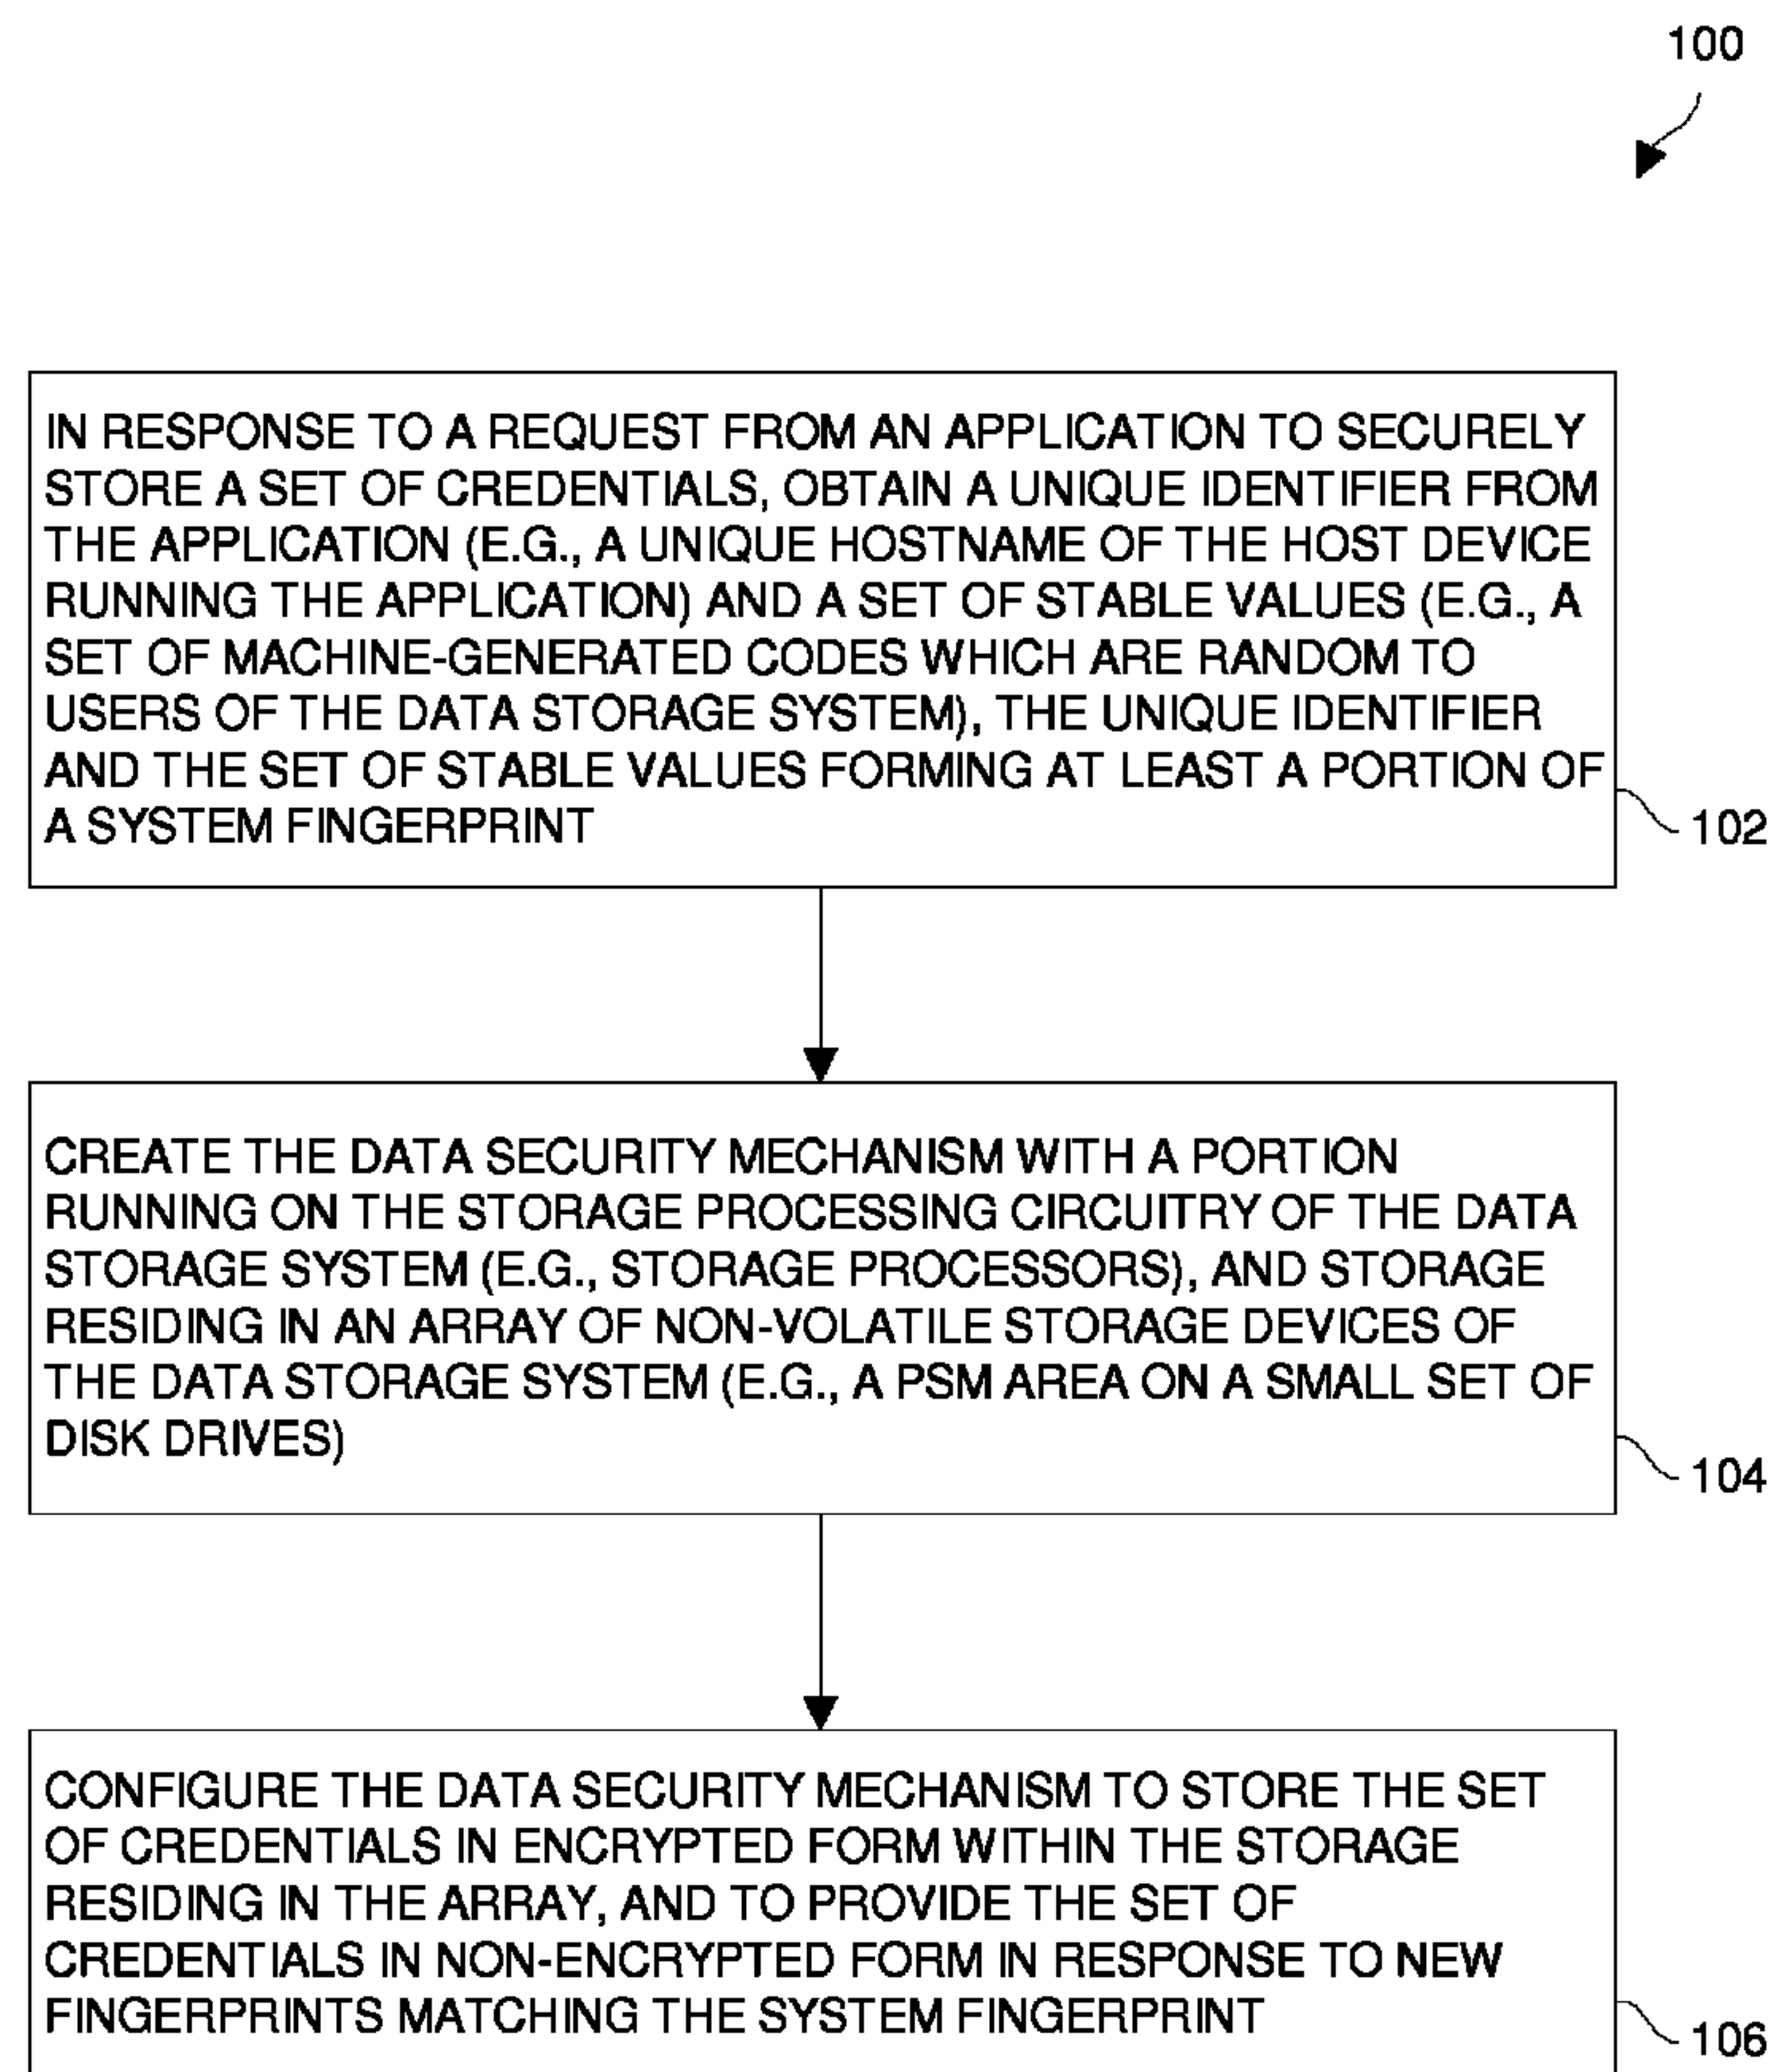 100
IN RESPONSE TO A REQUEST FROM AN APPLICATION TO SECURELY
STORE A SET OF CREDENTIALS, OBTAIN A UNIQUE IDENTIFIER FROM
THE APPLICATION (E.G., A UNIQUE HOSTNAME OF THE HOST DEVICE
RUNNING THE APPLICATION) AND A SET OF STABLE VALUES (E.G., A
SET OF MACHINE-GENERATED CODES WHICH ARE RANDOM TO
USERS OF THE DATA STORAGE SYSTEM), THE UNIQUE IDENTIFIER
AND THE SET OF STABLE VALUES FORMING AT LEAST A PORTION OF
A SYSTEM FINGERPRINT
102
CREATE THE DATA SECURITY MECHANISM WITH A PORTION
RUNNING ON THE STORAGE PROCESSING CIRCUITRY OF THE DATA
STORAGE SYSTEM (E.G., STORAGE PROCESSORS), AND STORAGE
RESIDING IN AN ARRAY OF NON-VOLATILE STORAGE DEVICES OF
THE DATA STORAGE SYSTEM (E.G., A PSM AREA ON A SMALL SET OF
DISK DRIVES)
104
CONFIGURE THE DATA SECURITY MECHANISM TO STORE THE SET
OF CREDENTIALS IN ENCRYPTED FORM WITHIN THE STORAGE
RESIDING IN THE ARRAY, AND TO PROVIDE THE SET OF
CREDENTIALS IN NON-ENCRYPTED FORM IN RESPONSE TO NEW
FINGERPRINTS MATCHING THE SYSTEM FINGERPRINT
106